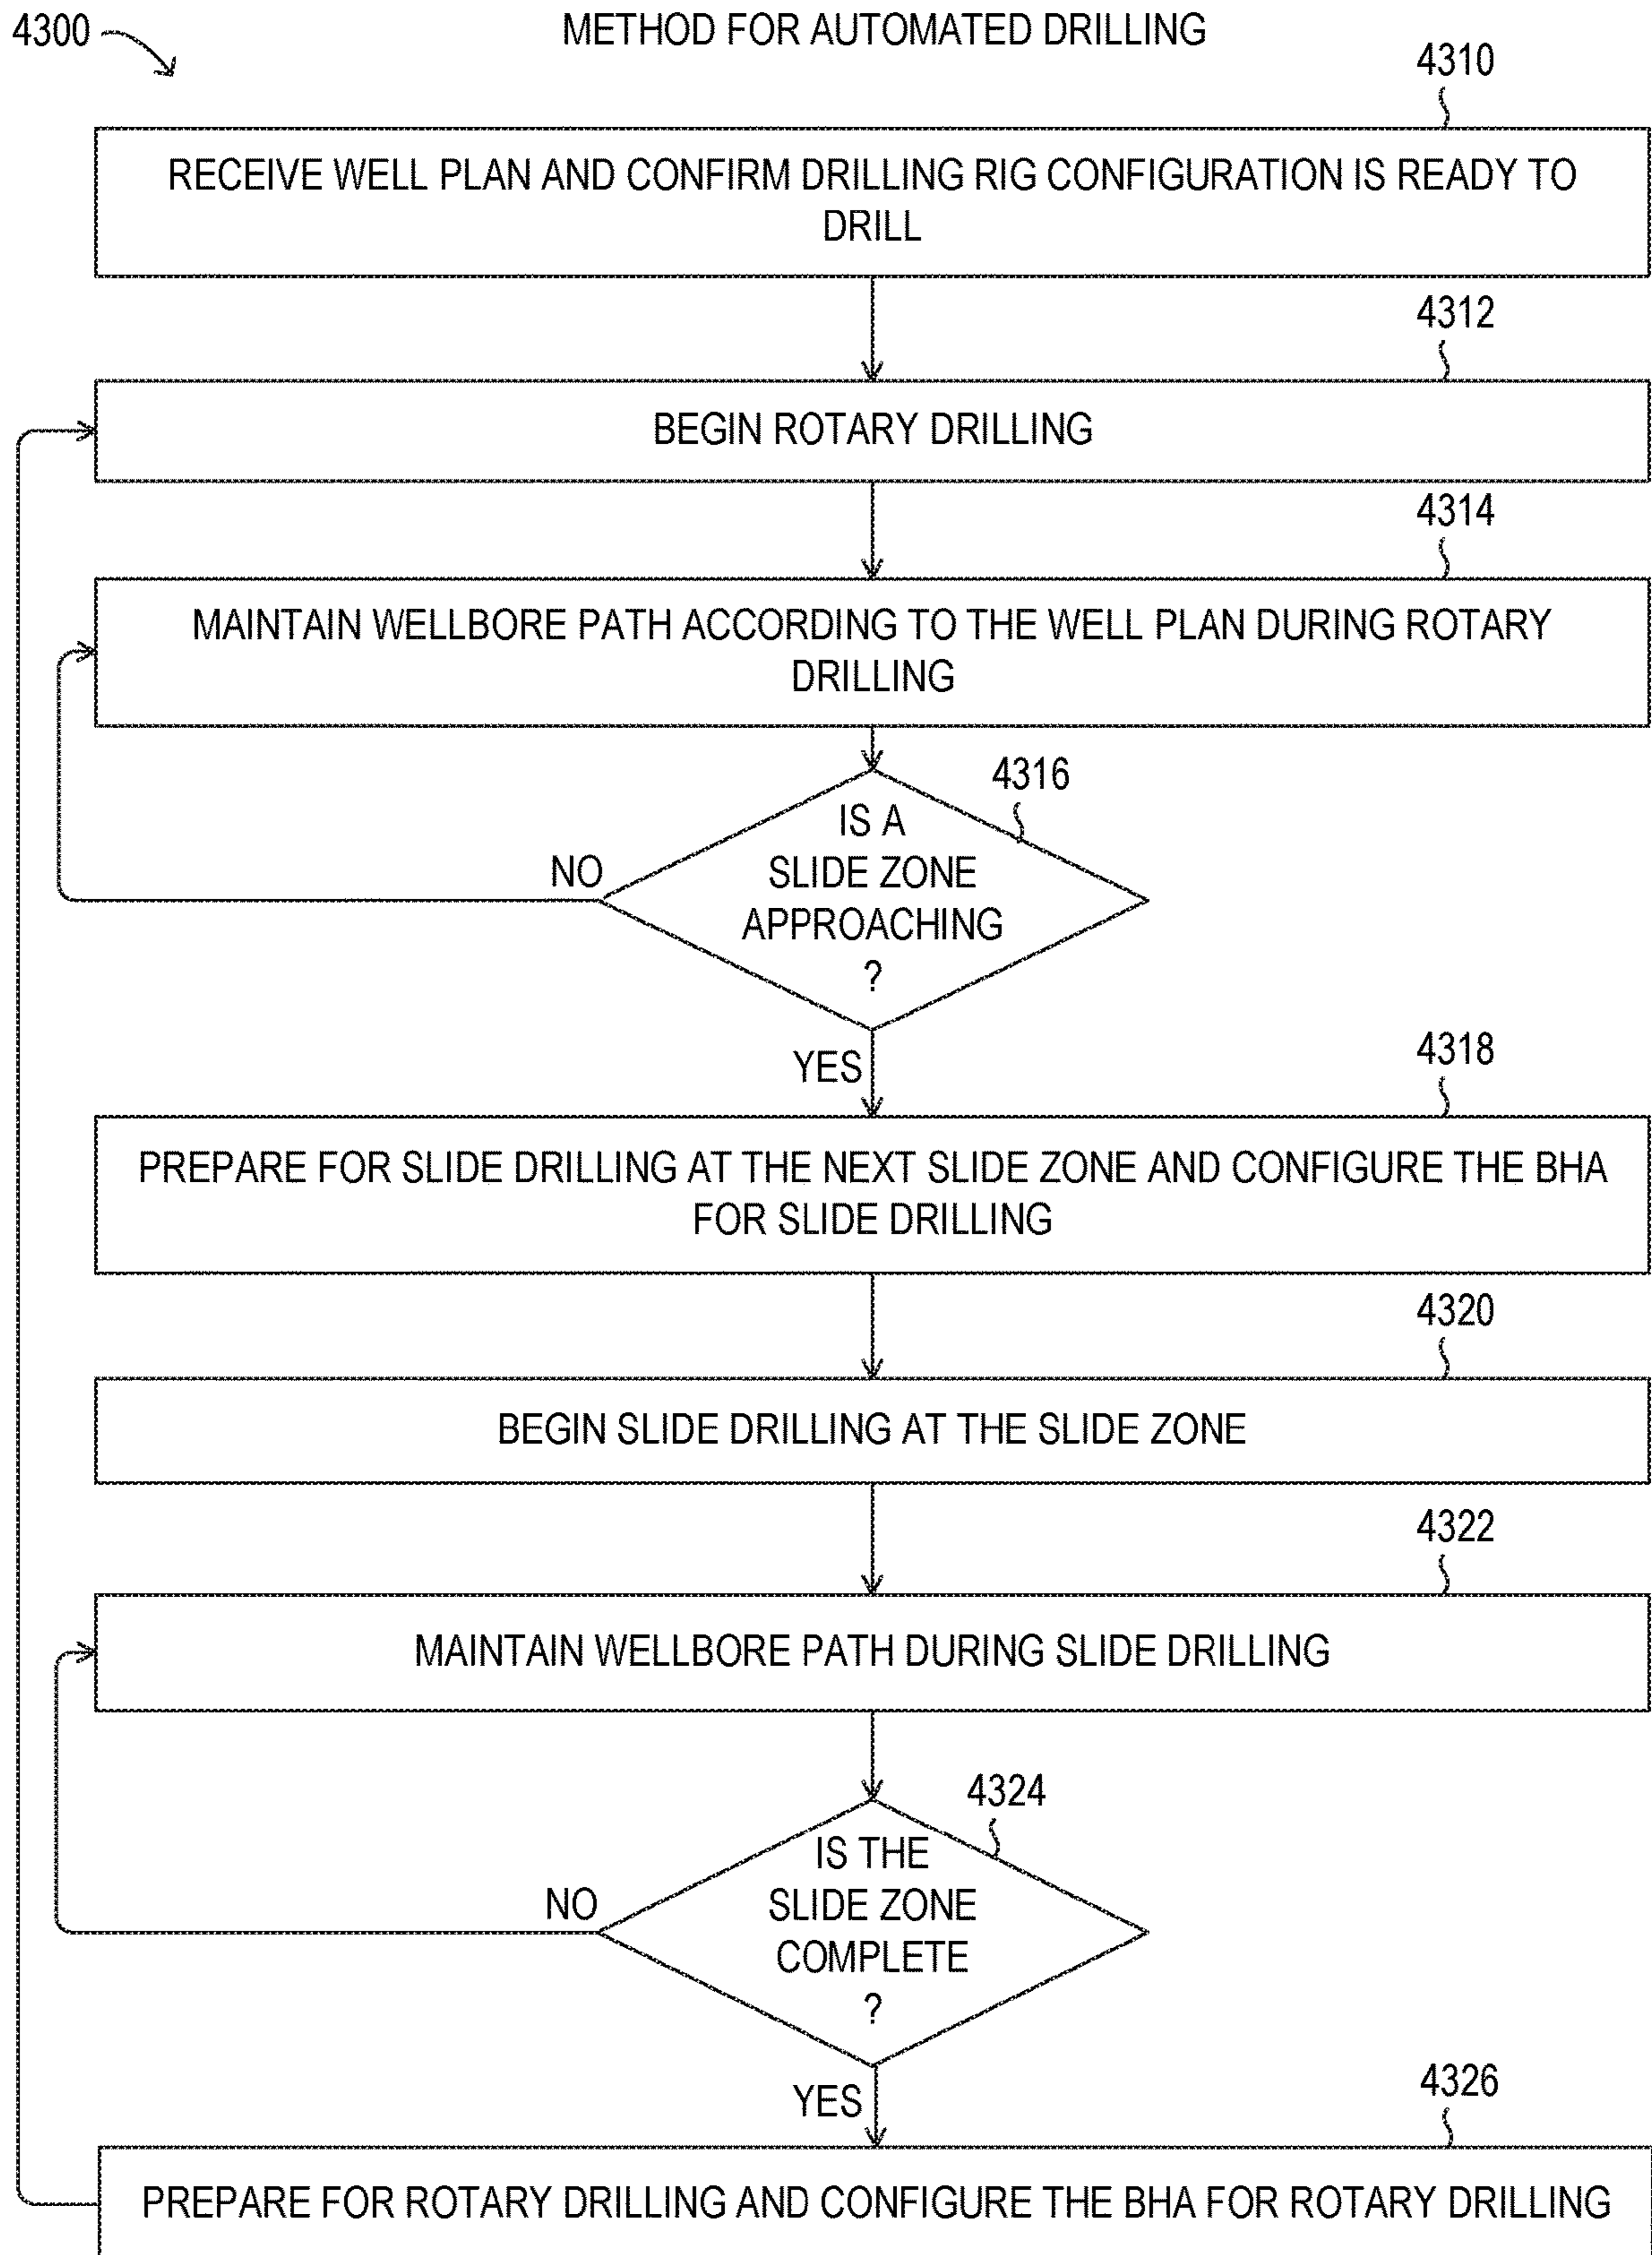 4300
METHOD FOR AUTOMATED DRILLING
4310
RECEIVE WELL PLAN AND CONFIRM DRILLING RIG CONFIGURATION IS READY TO
DRILL
4312
BEGIN ROTARY DRILLING
4314
MAINTAIN WELLBORE PATH ACCORDING TO THE WELL PLAN DURING ROTARY
DRILLING
4316
IS A
SLIDE ZONE
APPROACHING
?
NO
YES
4318
PREPARE FOR SLIDE DRILLING AT THE NEXT SLIDE ZONE AND CONFIGURE THE BHA
FOR SLIDE DRILLING
4320
BEGIN SLIDE DRILLING AT THE SLIDE ZONE
4322
MAINTAIN WELLBORE PATH DURING SLIDE DRILLING
4324
IS THE
SLIDE ZONE
COMPLETE
?
NO
YES
4326
PREPARE FOR ROTARY DRILLING AND CONFIGURE THE BHA FOR ROTARY DRILLING